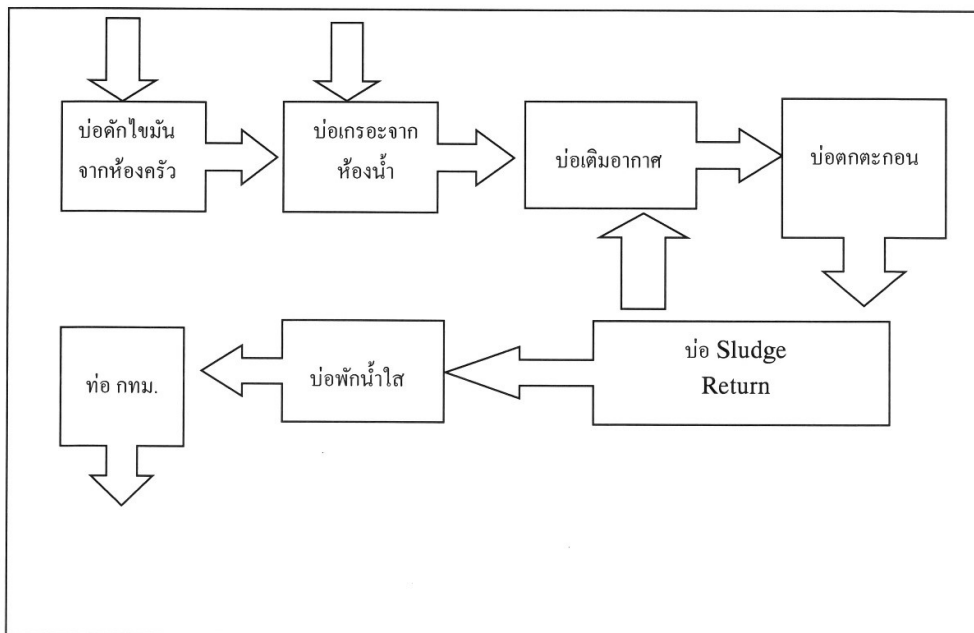 บ่อดักไขมัน
จากห้องครัว
บ่อเกรอะจาก
ห้องน้ำ
บ่อเติมอากาศ
บ่อตกตะกอน
ท่อ กทม.
บ่อพักน้ำใส
บ่อ Sludge
Return